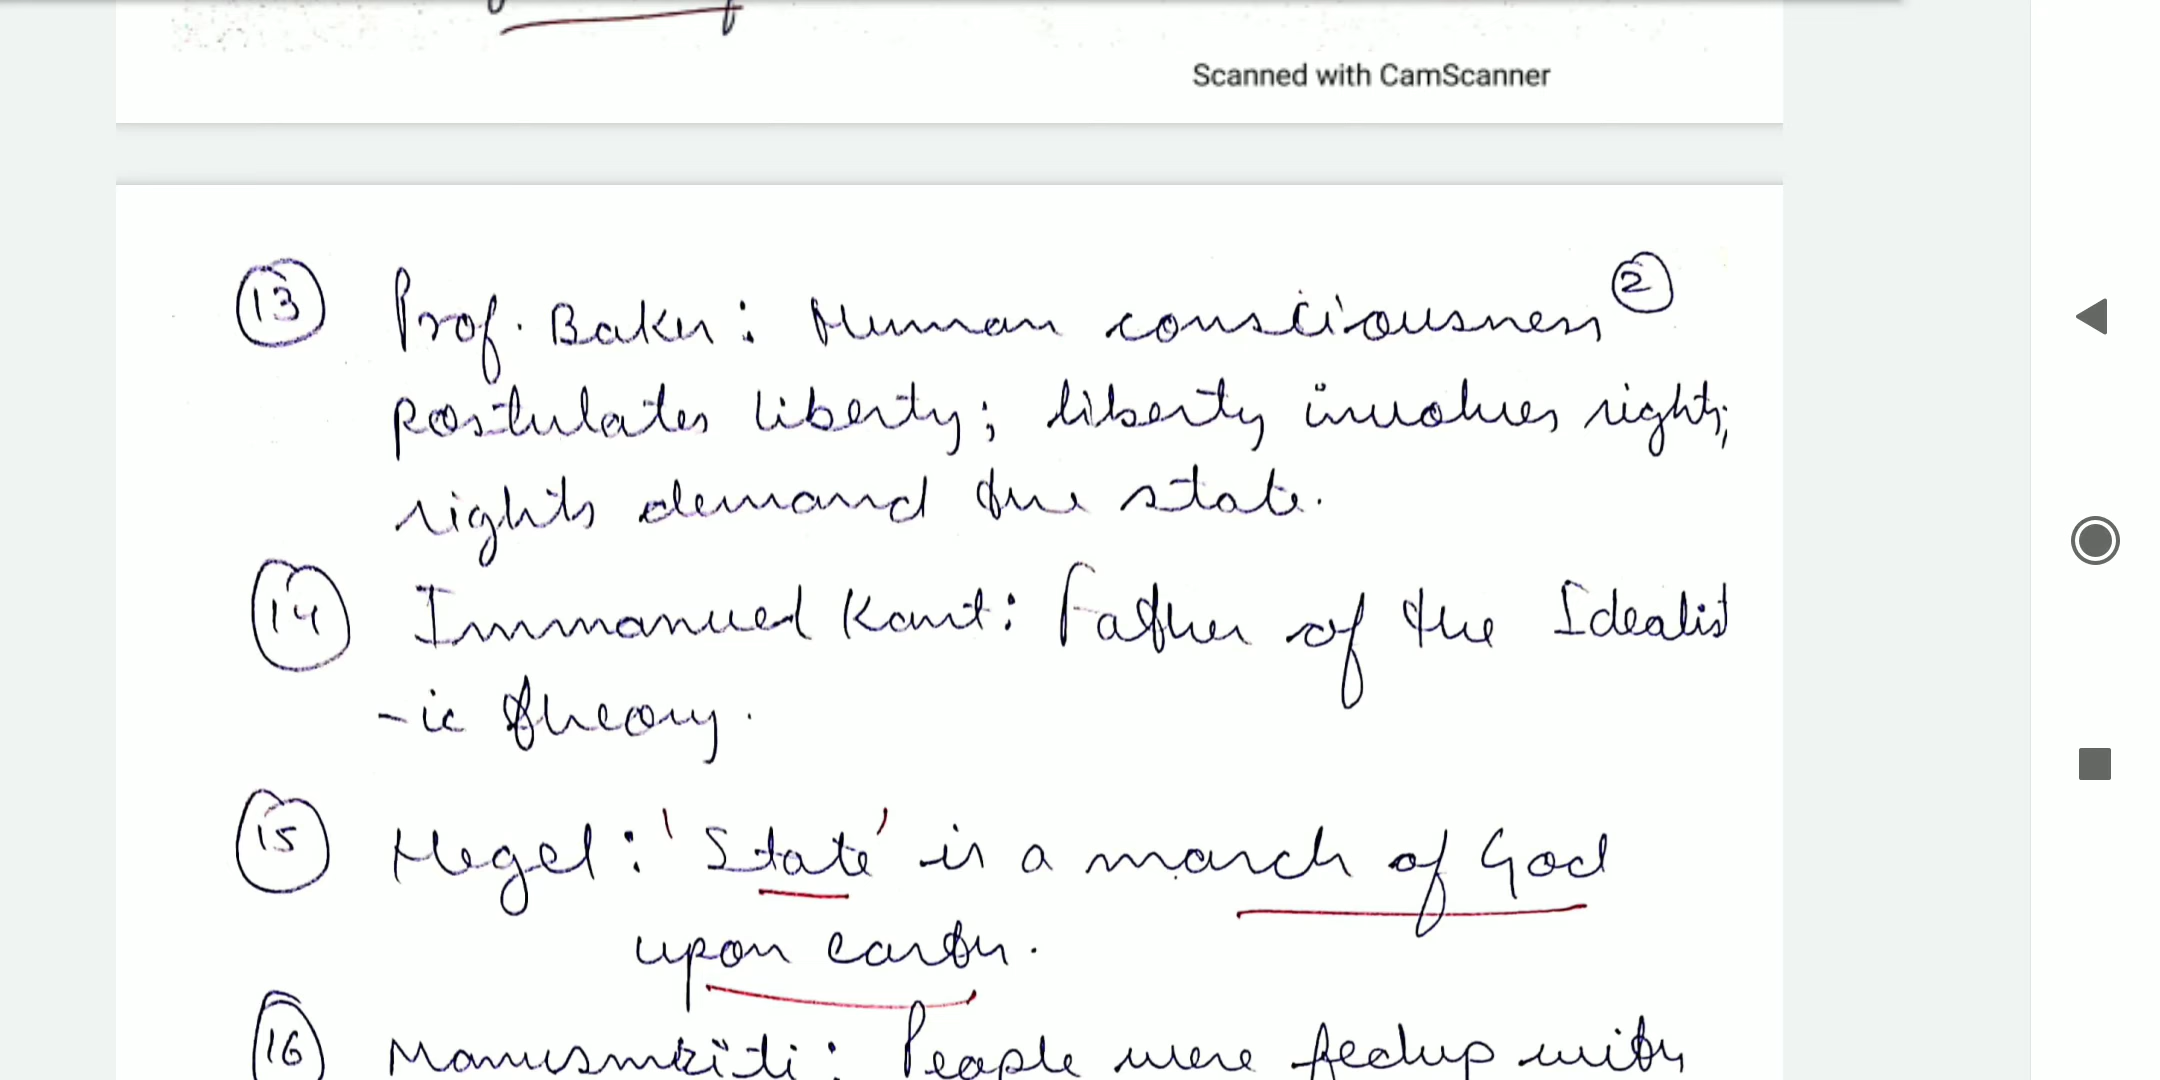 Scanned with CamScanner
13 Prof. Baker: Human consciousness 2
postulates liberty; liberty involves rights;
rights demand the state.
14 Immanuel Kant: Father of the Idealist
-ic theory.
15 Hegel: 'State' is a march of God
upon earth.
16 Manusmriti: People were fedup with